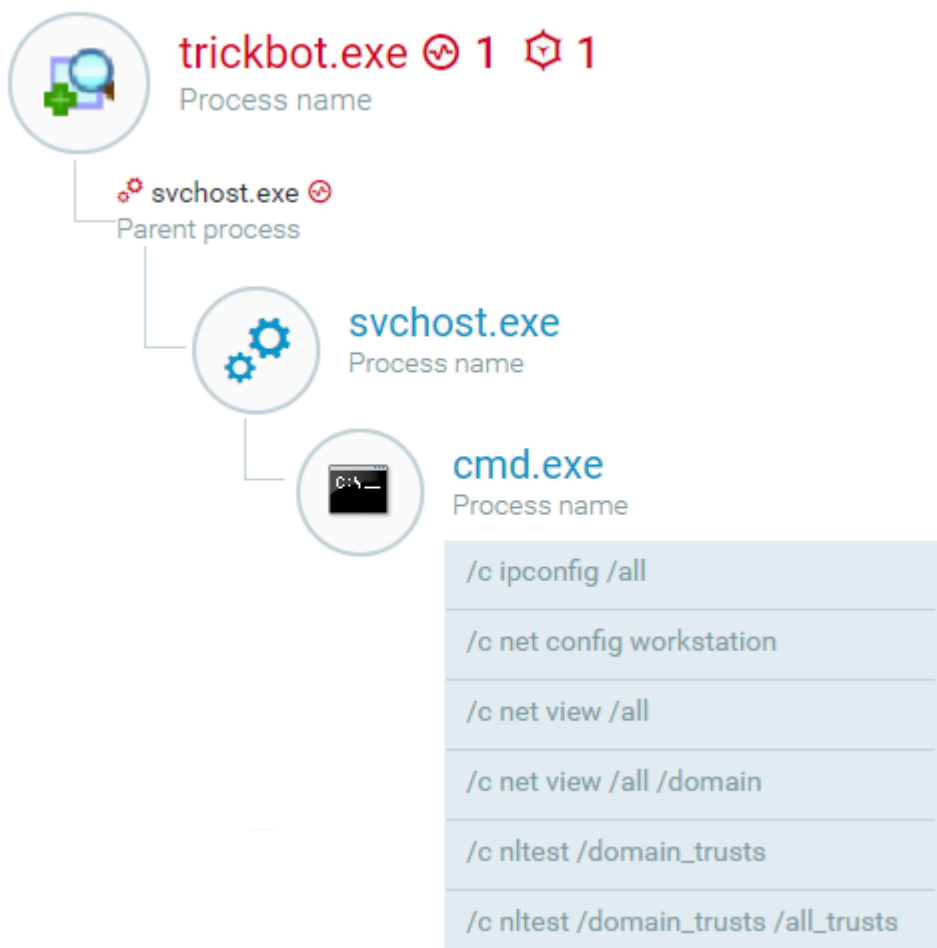 trickbot.exe 1 1
Process name
svchost.exe
Parent process
svchost.exe
Process name
C:\
cmd.exe
Process name
/c ipconfig /all
/c net config workstation
/c net view /all
/c net view /all /domain
/c nltest /domain_trusts
/c nltest /domain_trusts /all_trusts